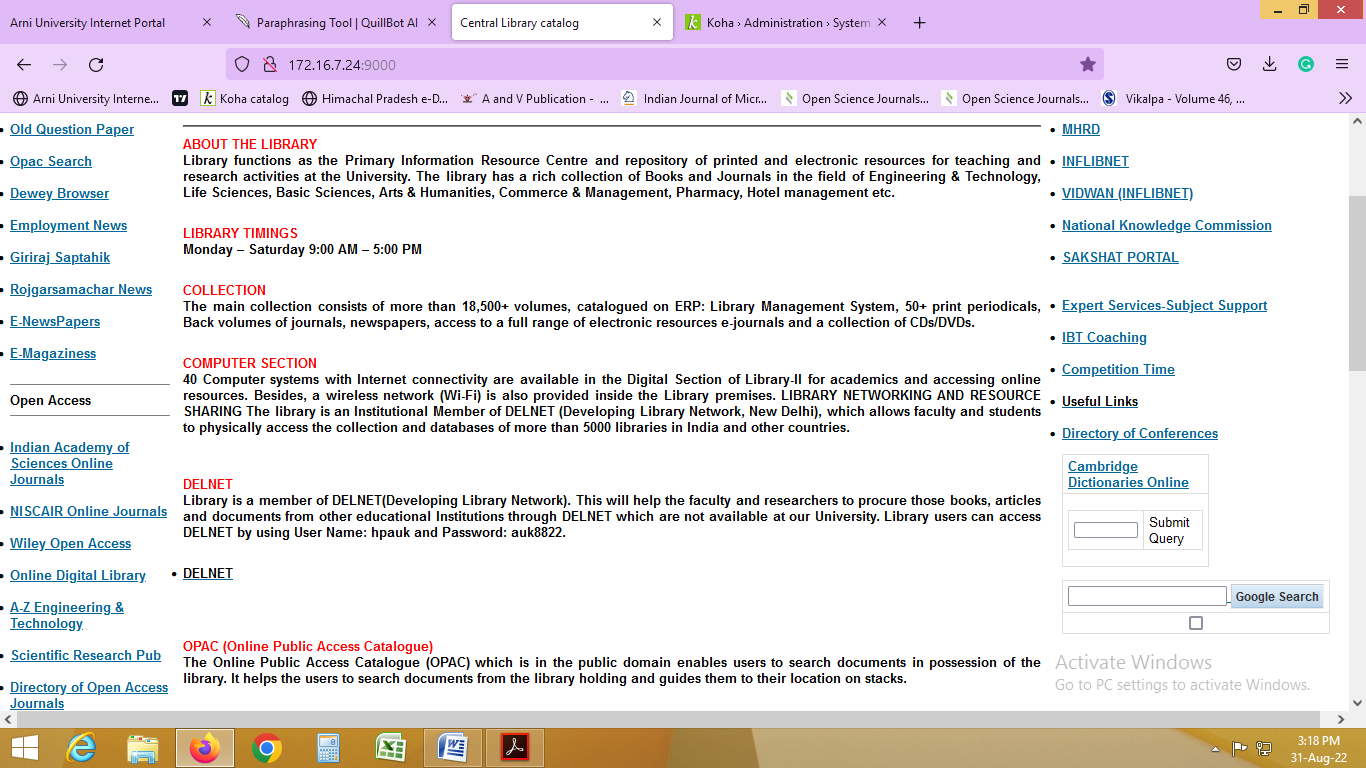 Arni University Internet Portal
Paraphrasing Tool | QuillBot AI
Central Library catalog
Koha › Administration › System
172.16.7.24:9000
Arni University Interne...
Koha catalog
Himachal Pradesh e-D...
A and V Publication - ...
Indian Journal of Micr...
Open Science Journals...
Open Science Journals...
Vikalpa - Volume 46, ...
Old Question Paper
Opac Search
Dewey Browser
Employment News
Giriraj Saptahik
Rojgarsamachar News
E-NewsPapers
E-Magaziness
Open Access
Indian Academy of
Sciences Online
Journals
NISCAIR Online Journals
Wiley Open Access
Online Digital Library
A-Z Engineering &
Technology
Scientific Research Pub
Directory of Open Access
Journals
ABOUT THE LIBRARY
Library functions as the Primary Information Resource Centre and repository of printed and electronic resources for teaching and
research activities at the University. The library has a rich collection of Books and Journals in the field of Engineering & Technology,
Life Sciences, Basic Sciences, Arts & Humanities, Commerce & Management, Pharmacy, Hotel management etc.
LIBRARY TIMINGS
Monday – Saturday 9:00 AM – 5:00 PM
COLLECTION
The main collection consists of more than 18,500+ volumes, catalogued on ERP: Library Management System, 50+ print periodicals,
Back volumes of journals, newspapers, access to a full range of electronic resources e-journals and a collection of CDs/DVDs.
COMPUTER SECTION
40 Computer systems with Internet connectivity are available in the Digital Section of Library-II for academics and accessing online
resources. Besides, a wireless network (Wi-Fi) is also provided inside the Library premises. LIBRARY NETWORKING AND RESOURCE
SHARING The library is an Institutional Member of DELNET (Developing Library Network, New Delhi), which allows faculty and students
to physically access the collection and databases of more than 5000 libraries in India and other countries.
DELNET
Library is a member of DELNET(Developing Library Network). This will help the faculty and researchers to procure those books, articles
and documents from other educational Institutions through DELNET which are not available at our University. Library users can access
DELNET by using User Name: hpauk and Password: auk8822.
DELNET
OPAC (Online Public Access Catalogue)
The Online Public Access Catalogue (OPAC) which is in the public domain enables users to search documents in possession of the
library. It helps the users to search documents from the library holding and guides them to their location on stacks.
MHRD
INFLIBNET
VIDWAN (INFLIBNET)
National Knowledge Commission
SAKSHAT PORTAL
Expert Services-Subject Support
IBT Coaching
Competition Time
Useful Links
Directory of Conferences
Cambridge
Dictionaries Online
Submit
Query
Google Search
Activate Windows
Go to PC settings to activate Windows.
3:18 PM
31-Aug-22